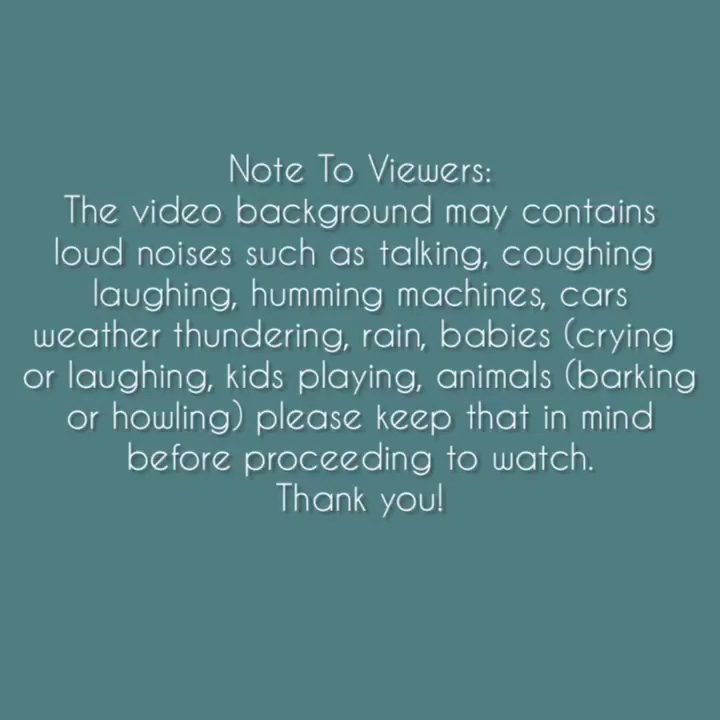 Note To Viewers:
The video background may contains
loud noises such as talking, coughing
laughing, humming machines, cars
weather thundering, rain, babies (crying
or laughing, kids playing, animals (barking
or howling) please keep that in mind
before proceeding to watch.
Thank you!